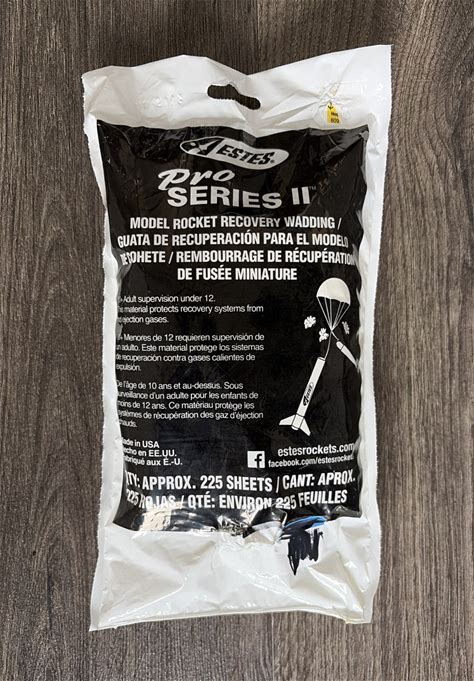 ESTES
Pro
SERIES II™
MODEL ROCKET RECOVERY WADDING /
GUATA DE RECUPERACIÓN PARA EL MODELO
DE COHETE / REMBOURRAGE DE RÉCUPÉRATION
DE FUSÉE MINIATURE
Adult supervision under 12.
This material protects recovery systems from
ejection gases.
Menores de 12 requieren supervisión de
un adulto. Este material protege los sistemas
de recuperación contra gases calientes de
expulsión.
De l'âge de 10 ans et au-dessus. Sous
surveillance d'un adulte pour les enfants de
moins de 12 ans. Ce matériau protège les
systèmes de récupération des gaz d'éjection
chauds.
Made in USA
Hecho en EE.UU.
Fabriqué aux É.-U.
estesrockets.com
facebook.com/estesrockets
QTY: APPROX. 225 SHEETS / CANT: APROX.
225 HOJAS / QTÉ: ENVIRON 225 FEUILLES